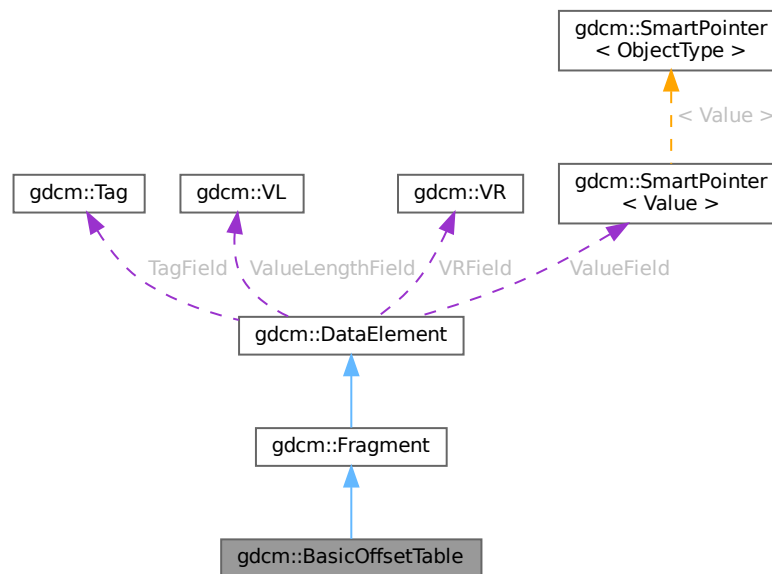 gdcm::SmartPointer
< ObjectType >
< Value >
gdcm::Tag
gdcm::VL
gdcm::VR
gdcm::SmartPointer
< Value >
TagField
ValueLengthField
VRField
ValueField
gdcm::DataElement
gdcm::Fragment
gdcm::BasicOffsetTable